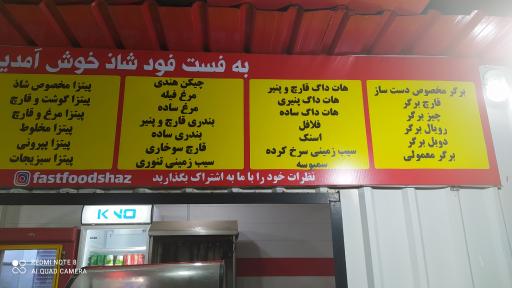 به فست فود شاذ خوش آمدید
برگر مخصوص دست ساز
قارچ برگر
چیز برگر
رویال برگر
دوبل برگر
برگر معمولی
هات داگ قارچ و پنیر
هات داگ پنیری
هات داگ ساده
فلافل
اسنک
سیب زمینی سرخ کرده
سمبوسه
چیکن هندی
مرغ فیله
مرغ ساده
بندری قارچ و پنیر
بندری ساده
قارچ سوخاری
سیب زمینی تنوری
پیتزا مخصوص شاذ
پیتزا گوشت و قارچ
پیتزا مرغ و قارچ
پیتزا مخلوط
پیتزا پپرونی
پیتزا سبزیجات
نظرات خود را با ما به اشتراک بگذارید
fastfoodshaz
KNO
REDMI NOTE 8
AI QUAD CAMERA